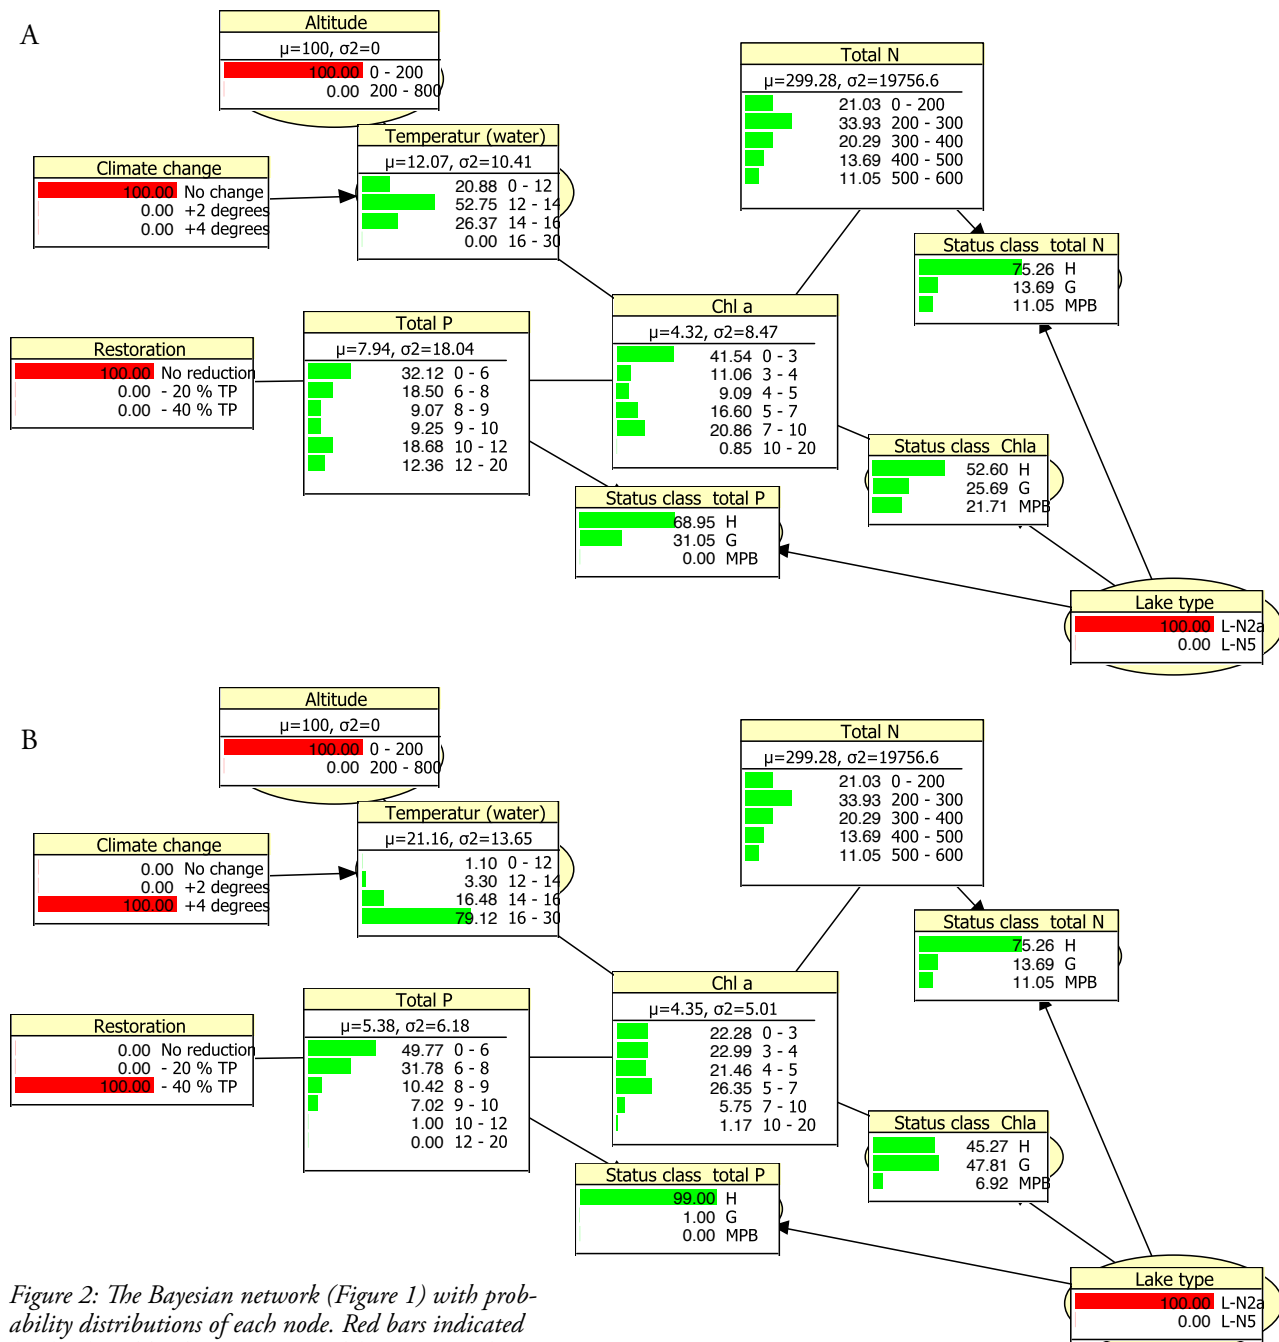 A
Altitude
μ=100, σ2=0
100.00 0 - 200
0.00 200 - 800
Total N
μ=299.28, σ2=19756.6
21.03 0 - 200
33.93 200 - 300
20.29 300 - 400
13.69 400 - 500
11.05 500 - 600
Temperatur (water)
μ=12.07, σ2=10.41
20.88 0 - 12
52.75 12 - 14
26.37 14 - 16
0.00 16 - 30
Climate change
100.00 No change
0.00 +2 degrees
0.00 +4 degrees
Status class total N
75.26 H
13.69 G
11.05 MPB
Chl a
μ=4.32, σ2=8.47
41.54 0 - 3
11.06 3 - 4
9.09 4 - 5
16.60 5 - 7
20.86 7 - 10
0.85 10 - 20
Total P
μ=7.94, σ2=18.04
32.12 0 - 6
18.50 6 - 8
9.07 8 - 9
9.25 9 - 10
18.68 10 - 12
12.36 12 - 20
Restoration
100.00 No reduction
0.00 - 20 % TP
0.00 - 40 % TP
Status class Chla
52.60 H
25.69 G
21.71 MPB
Status class total P
68.95 H
31.05 G
0.00 MPB
Lake type
100.00 L-N2a
0.00 L-N5
B
Altitude
μ=100, σ2=0
100.00 0 - 200
0.00 200 - 800
Total N
μ=299.28, σ2=19756.6
21.03 0 - 200
33.93 200 - 300
20.29 300 - 400
13.69 400 - 500
11.05 500 - 600
Temperatur (water)
μ=21.16, σ2=13.65
1.10 0 - 12
3.30 12 - 14
16.48 14 - 16
79.12 16 - 30
Climate change
0.00 No change
0.00 +2 degrees
100.00 +4 degrees
Status class total N
75.26 H
13.69 G
11.05 MPB
Chl a
μ=4.35, σ2=5.01
22.28 0 - 3
22.99 3 - 4
21.46 4 - 5
26.35 5 - 7
5.75 7 - 10
1.17 10 - 20
Total P
μ=5.38, σ2=6.18
49.77 0 - 6
31.78 6 - 8
10.42 8 - 9
7.02 9 - 10
1.00 10 - 12
0.00 12 - 20
Restoration
0.00 No reduction
0.00 - 20 % TP
100.00 - 40 % TP
Status class Chla
45.27 H
47.81 G
6.92 MPB
Status class total P
99.00 H
1.00 G
0.00 MPB
Lake type
100.00 L-N2a
0.00 L-N5
Figure 2: The Bayesian network (Figure 1) with prob-
ability distributions of each node. Red bars indicated